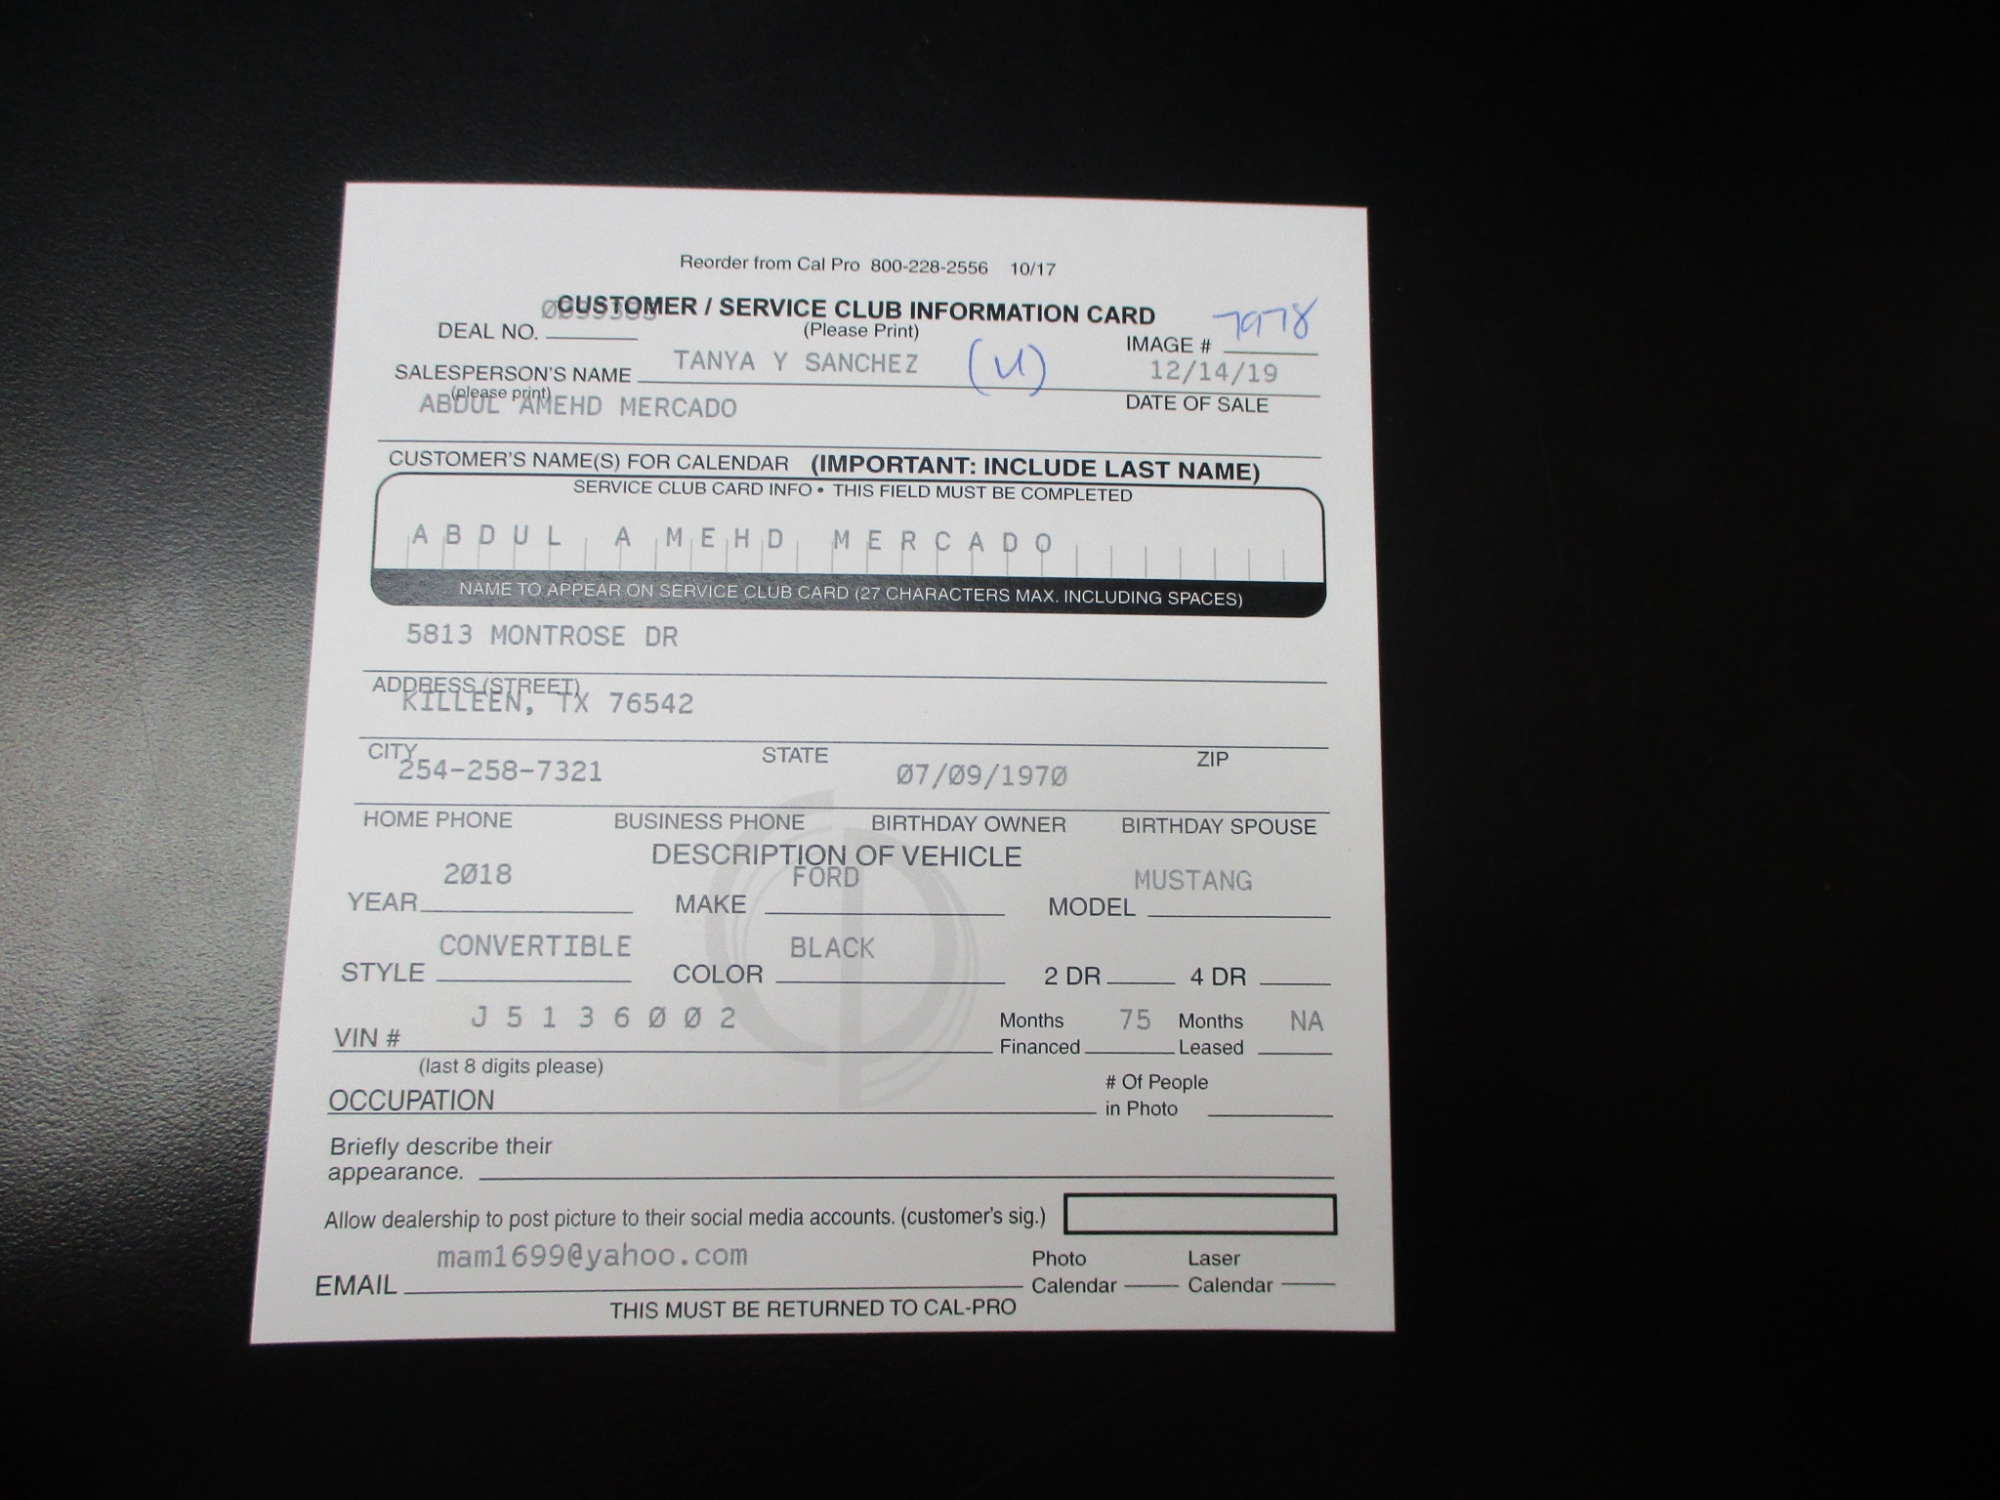 Reorder from Cal Pro 800-228-2556 10/17
CUSTOMER / SERVICE CLUB INFORMATION CARD
DEAL NO. (Please Print) IMAGE # 7978
SALESPERSON'S NAME TANYA Y SANCHEZ (U) 12/14/19
(please print) DATE OF SALE
ABDUL AMEHD MERCADO
CUSTOMER'S NAME(S) FOR CALENDAR (IMPORTANT: INCLUDE LAST NAME)
SERVICE CLUB CARD INFO • THIS FIELD MUST BE COMPLETED
ABDUL AMEHD MERCADO
NAME TO APPEAR ON SERVICE CLUB CARD (27 CHARACTERS MAX. INCLUDING SPACES)
5813 MONTROSE DR
ADDRESS (STREET)
KILLEEN, TX 76542
CITY STATE ZIP
254-258-7321 07/09/1970
HOME PHONE BUSINESS PHONE BIRTHDAY OWNER BIRTHDAY SPOUSE
DESCRIPTION OF VEHICLE
YEAR 2018 MAKE FORD MODEL MUSTANG
STYLE CONVERTIBLE COLOR BLACK 2 DR 4 DR
VIN # J5136002 Months Financed 75 Months Leased NA
(last 8 digits please)
OCCUPATION # Of People in Photo
Briefly describe their
appearance.
Allow dealership to post picture to their social media accounts. (customer's sig.)
EMAIL mam1699@yahoo.com Photo Calendar Laser Calendar
THIS MUST BE RETURNED TO CAL-PRO